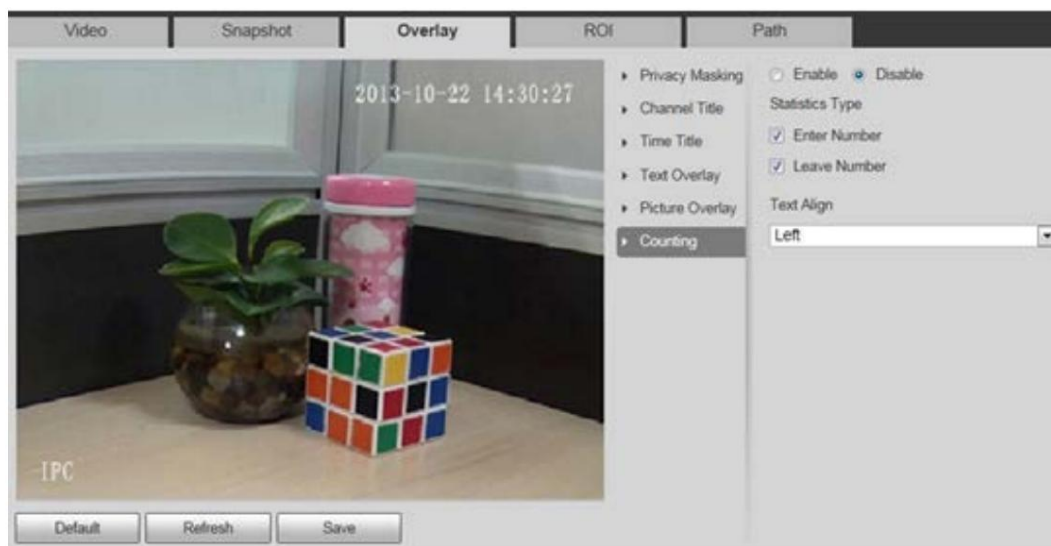 Video Snapshot Overlay ROI Path
2013-10-22 14:30:27
IPC
Privacy Masking
Channel Title
Time Title
Text Overlay
Picture Overlay
Counting
Enable Disable
Statistics Type
Enter Number
Leave Number
Text Align
Left
Default Refresh Save